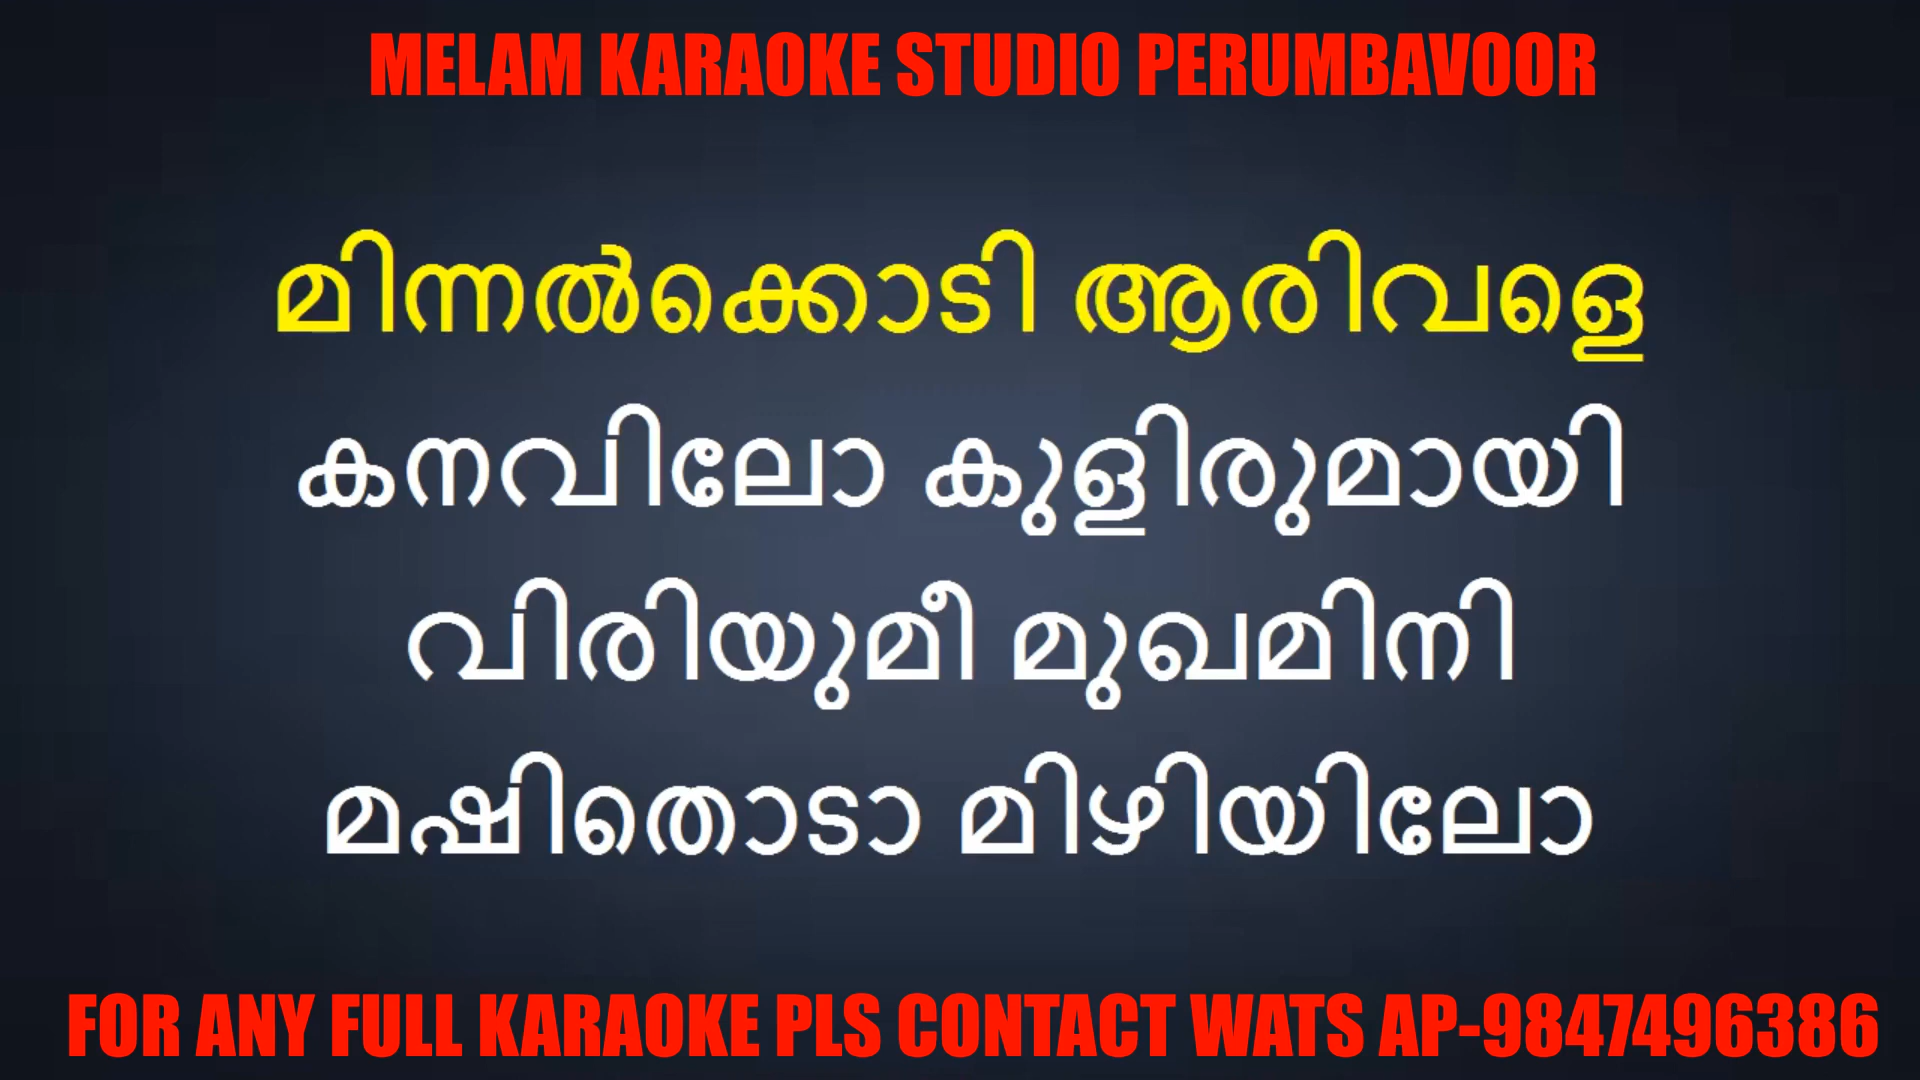 MELAM KARAOKE STUDIO PERUMBAVOOR
മിന്നൽക്കൊടി ആരിവളെ
കനവിലോ കുളിരുമായി
വിരിയുമീ മുഖമിനി
മഷിതൊടാ മിഴിയിലോ
FOR ANY FULL KARAOKE PLS CONTACT WATS AP-9847496386